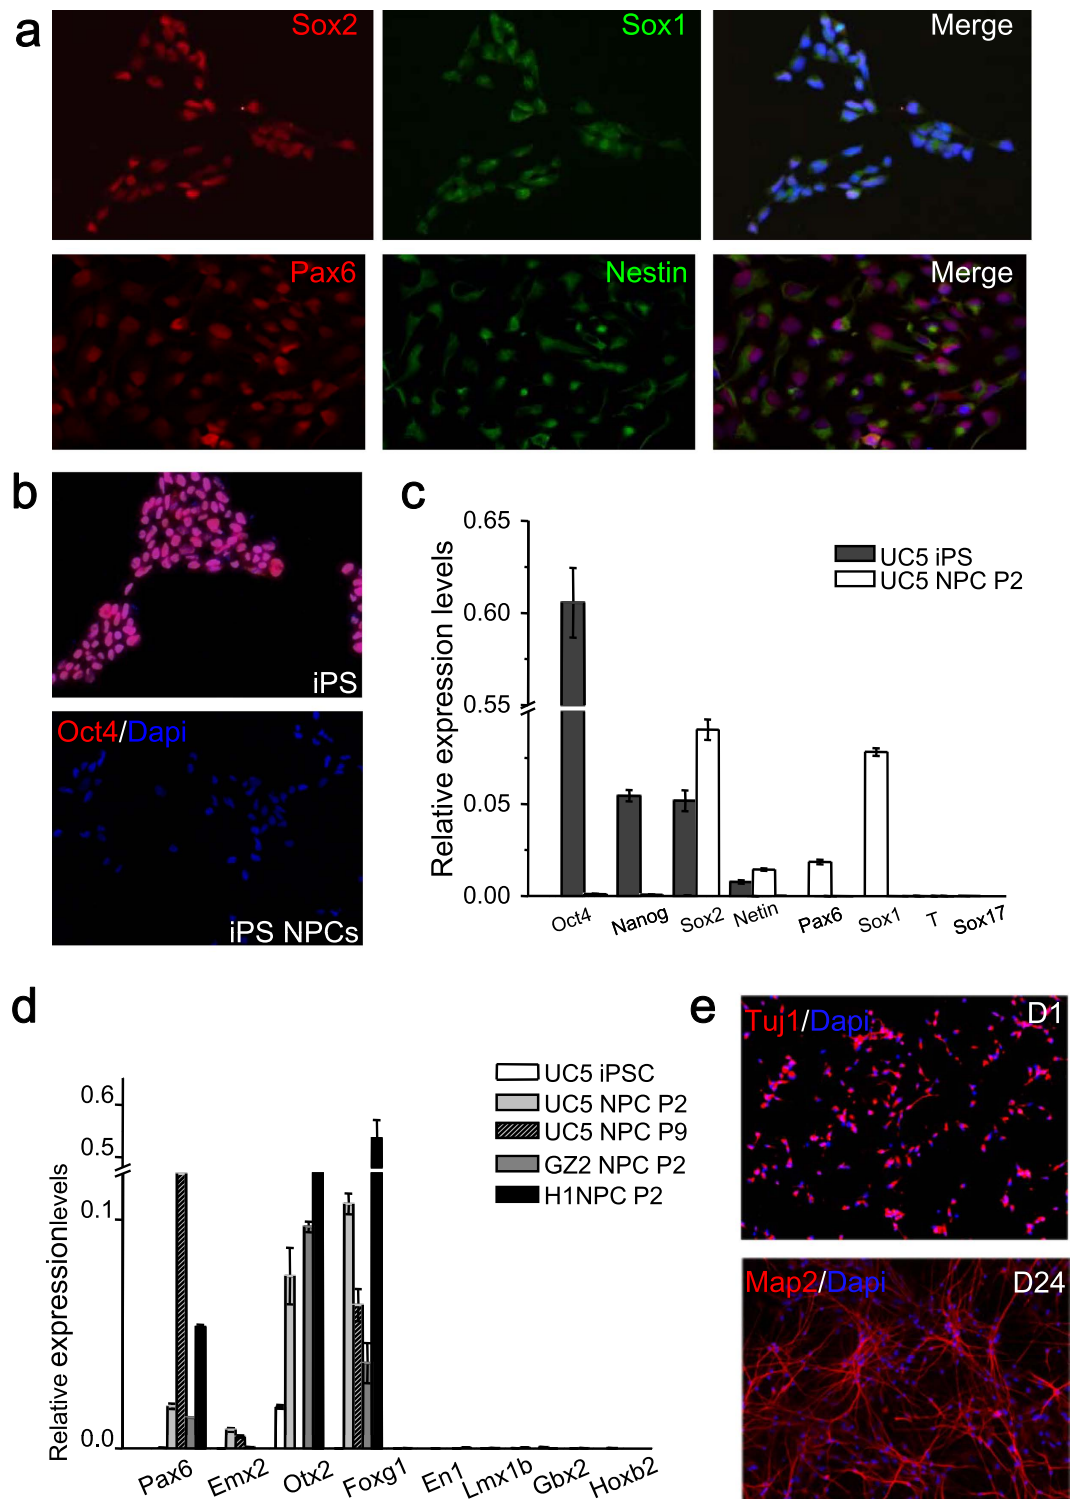 a
Sox2
Sox1
Merge
Pax6
Nestin
Merge
b
iPS
Oct4/Dapi
iPS NPCs
c
Relative expression levels
0.65
0.60
0.55
0.05
0.00
UC5 iPS
UC5 NPC P2
Oct4 Nanog Sox2 Netin Pax6 Sox1 T Sox17
d
Relative expressionlevels
0.6
0.5
0.1
0.0
UC5 iPSC
UC5 NPC P2
UC5 NPC P9
GZ2 NPC P2
H1NPC P2
Pax6 Emx2 Otx2 Foxg1 En1 Lmx1b Gbx2 Hoxb2
e
Tuj1/Dapi
D1
Map2/Dapi
D24